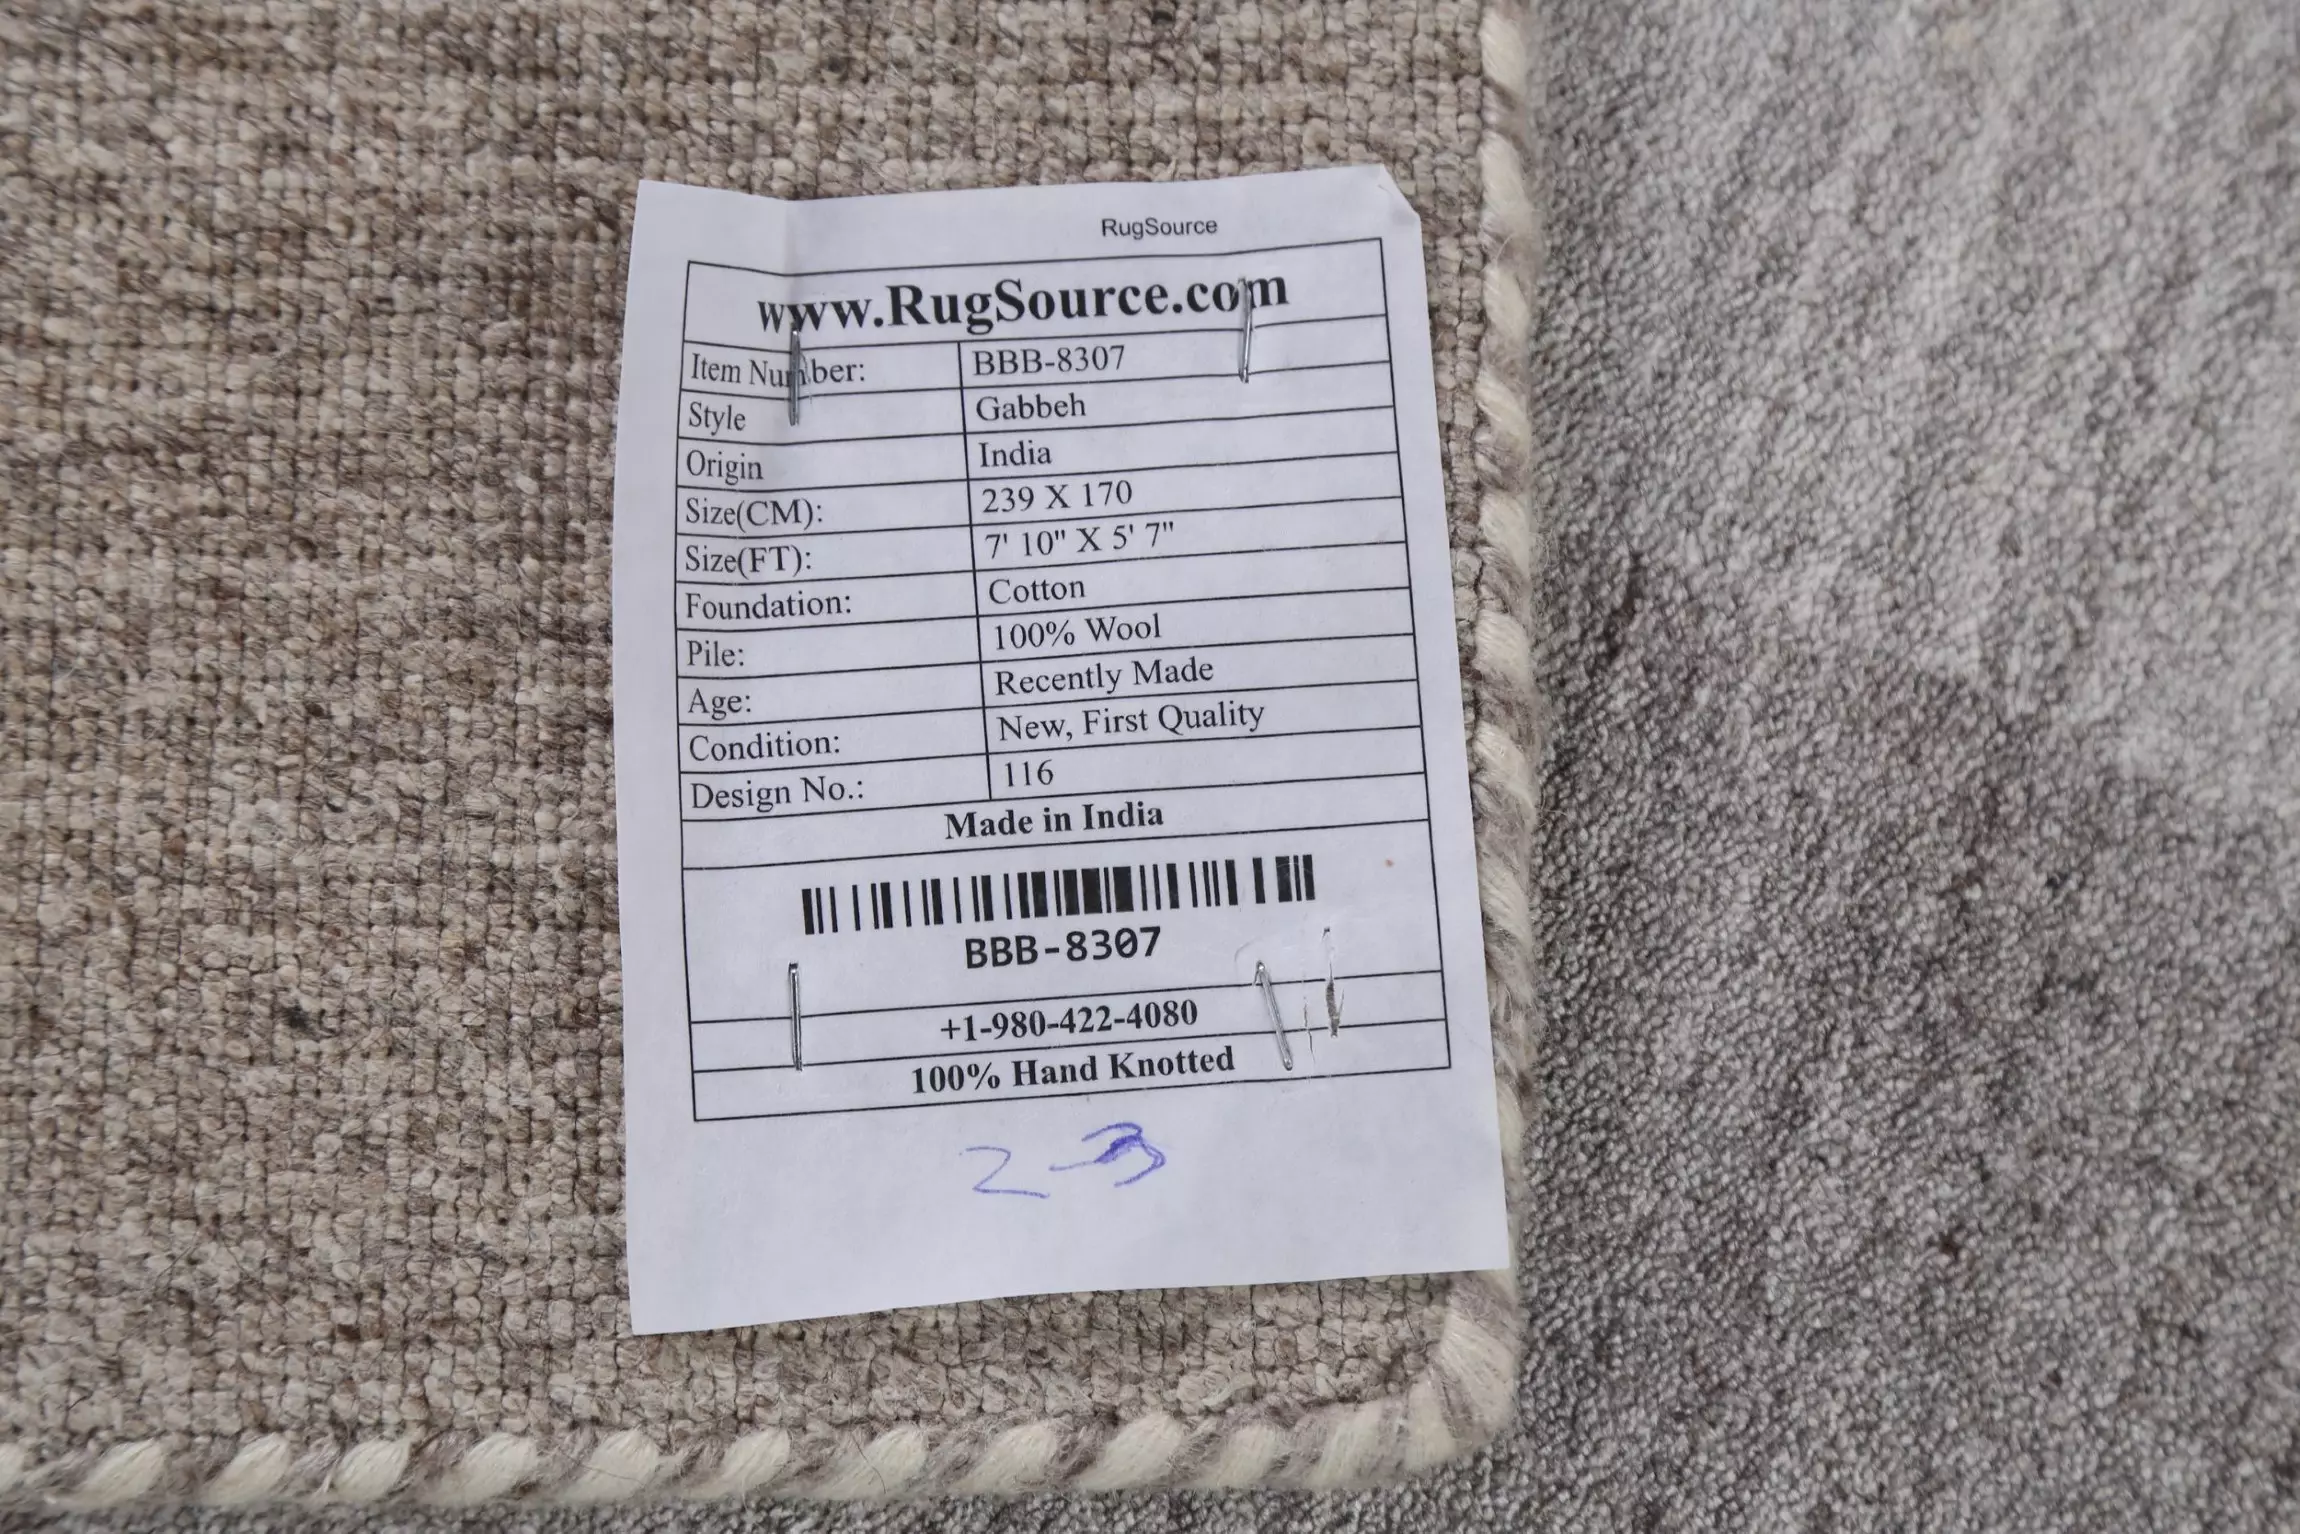 RugSource
www.RugSource.com
Item Number: BBB-8307
Style Gabbeh
Origin India
Size(CM): 239 X 170
Size(FT): 7' 10" X 5' 7"
Foundation: Cotton
Pile: 100% Wool
Age: Recently Made
Condition: New, First Quality
Design No.: 116
Made in India
BBB-8307
+1-980-422-4080
100% Hand Knotted
2-3